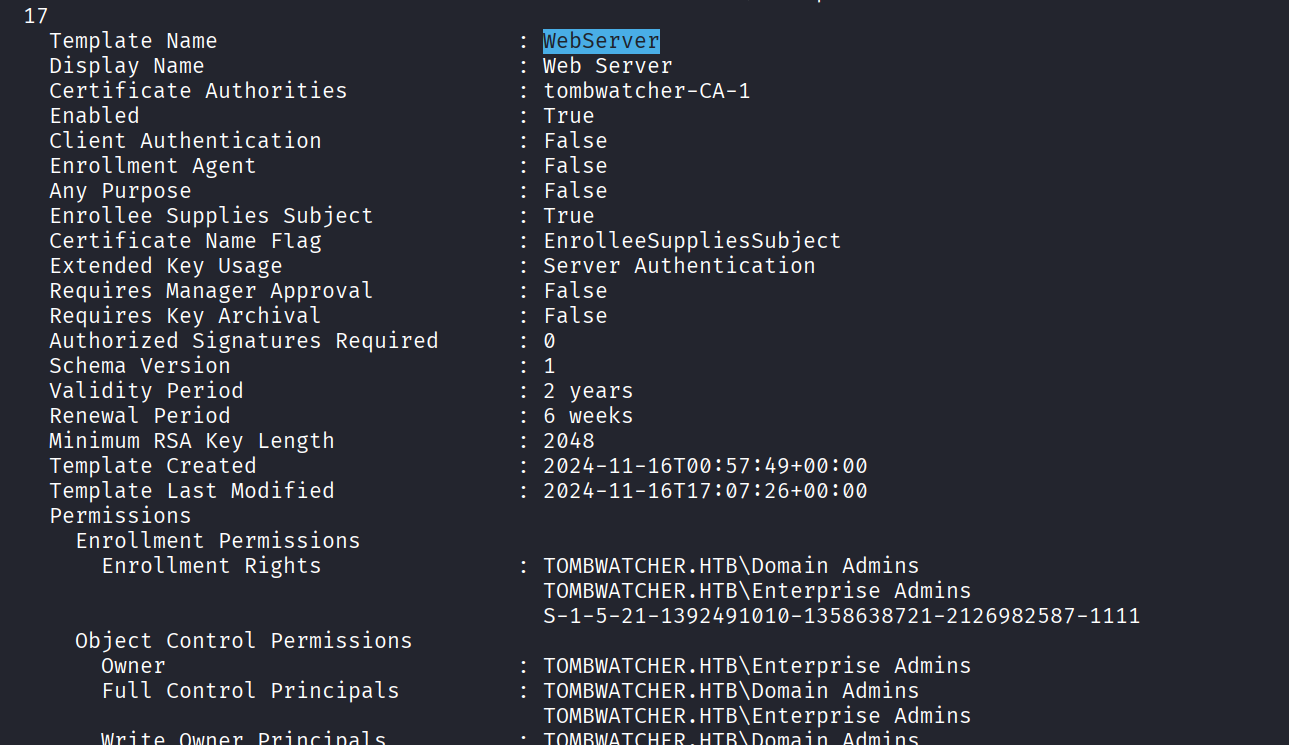 17
Template Name : WebServer
Display Name : Web Server
Certificate Authorities : tombwatcher-CA-1
Enabled : True
Client Authentication : False
Enrollment Agent : False
Any Purpose : False
Enrollee Supplies Subject : True
Certificate Name Flag : EnrolleeSuppliesSubject
Extended Key Usage : Server Authentication
Requires Manager Approval : False
Requires Key Archival : False
Authorized Signatures Required : 0
Schema Version : 1
Validity Period : 2 years
Renewal Period : 6 weeks
Minimum RSA Key Length : 2048
Template Created : 2024-11-16T00:57:49+00:00
Template Last Modified : 2024-11-16T17:07:26+00:00
Permissions
Enrollment Permissions
Enrollment Rights : TOMBWATCHER.HTB\Domain Admins
TOMBWATCHER.HTB\Enterprise Admins
S-1-5-21-1392491010-1358638721-2126982587-1111
Object Control Permissions
Owner : TOMBWATCHER.HTB\Enterprise Admins
Full Control Principals : TOMBWATCHER.HTB\Domain Admins
TOMBWATCHER.HTB\Enterprise Admins
Write Owner Principals : TOMBWATCHER.HTB\Domain Admins